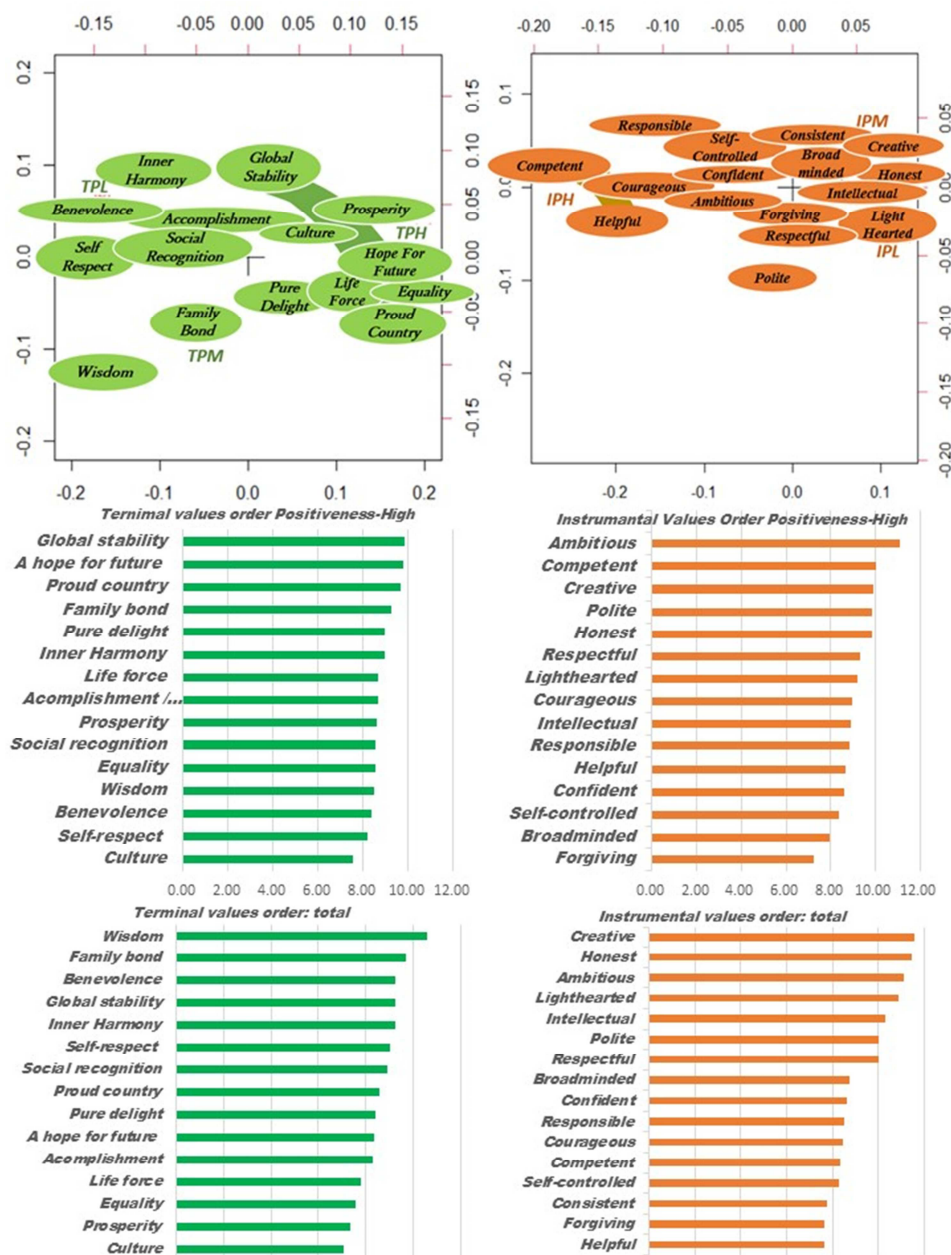 -0.15 -0.05 0.00 0.05 0.10 0.15
0.2
0.1
0.0
-0.1
-0.2
0.15
0.10
0.05
0.00
-0.05
-0.15
Inner
Harmony
Global
Stability
TPL
Benevolence
Accomplishment
Prosperity
TPH
Culture
Self
Respect
Social
Recognition
Hope For
Future
Pure
Delight
Life
Force
Equality
Family
Bond
Proud
Country
TPM
Wisdom
-0.2 -0.1 0.0 0.1 0.2
-0.20 -0.15 -0.05 0.00 0.05
0.1
0.0
-0.1
-0.2
0.05
0.00
-0.05
-0.10
-0.15
-0.20
IPM
Responsible
Self-
Controlled
Consistent
Creative
Competent
Confident
Broad
minded
Honest
IPH
Courageous
Ambitious
Intellectual
Helpful
Forgiving
Light
Hearted
Respectful
IPL
Polite
-0.2 -0.1 0.0 0.1
Ternimal values order Positiveness-High
Global stability
A hope for future
Proud country
Family bond
Pure delight
Inner Harmony
Life force
Acomplishment /...
Prosperity
Social recognition
Equality
Wisdom
Benevolence
Self-respect
Culture
0.00 2.00 4.00 6.00 8.00 10.00 12.00
Instrumantal Values Order Positiveness-High
Ambitious
Competent
Creative
Polite
Honest
Respectful
Lighthearted
Courageous
Intellectual
Responsible
Helpful
Confident
Self-controlled
Broadminded
Forgiving
0.00 2.00 4.00 6.00 8.00 10.00 12.00
Terminal values order: total
Wisdom
Family bond
Benevolence
Global stability
Inner Harmony
Self-respect
Social recognition
Proud country
Pure delight
A hope for future
Acomplishment
Life force
Equality
Prosperity
Culture
Instrumental values order: total
Creative
Honest
Ambitious
Lighthearted
Intellectual
Polite
Respectful
Broadminded
Confident
Responsible
Courageous
Competent
Self-controlled
Consistent
Forgiving
Helpful